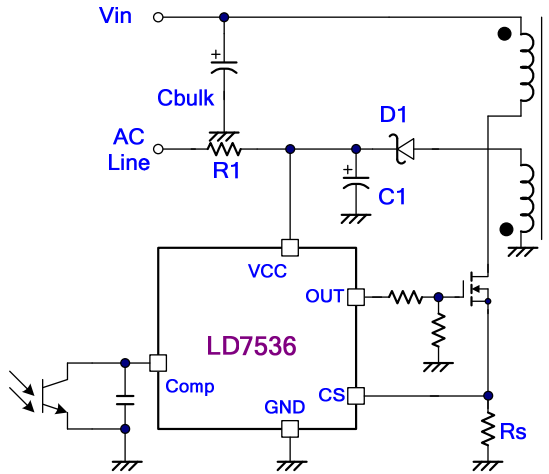 Vin
Cbulk
D1
AC
Line
R1
C1
VCC
OUT
LD7536
Comp
CS
GND
Rs